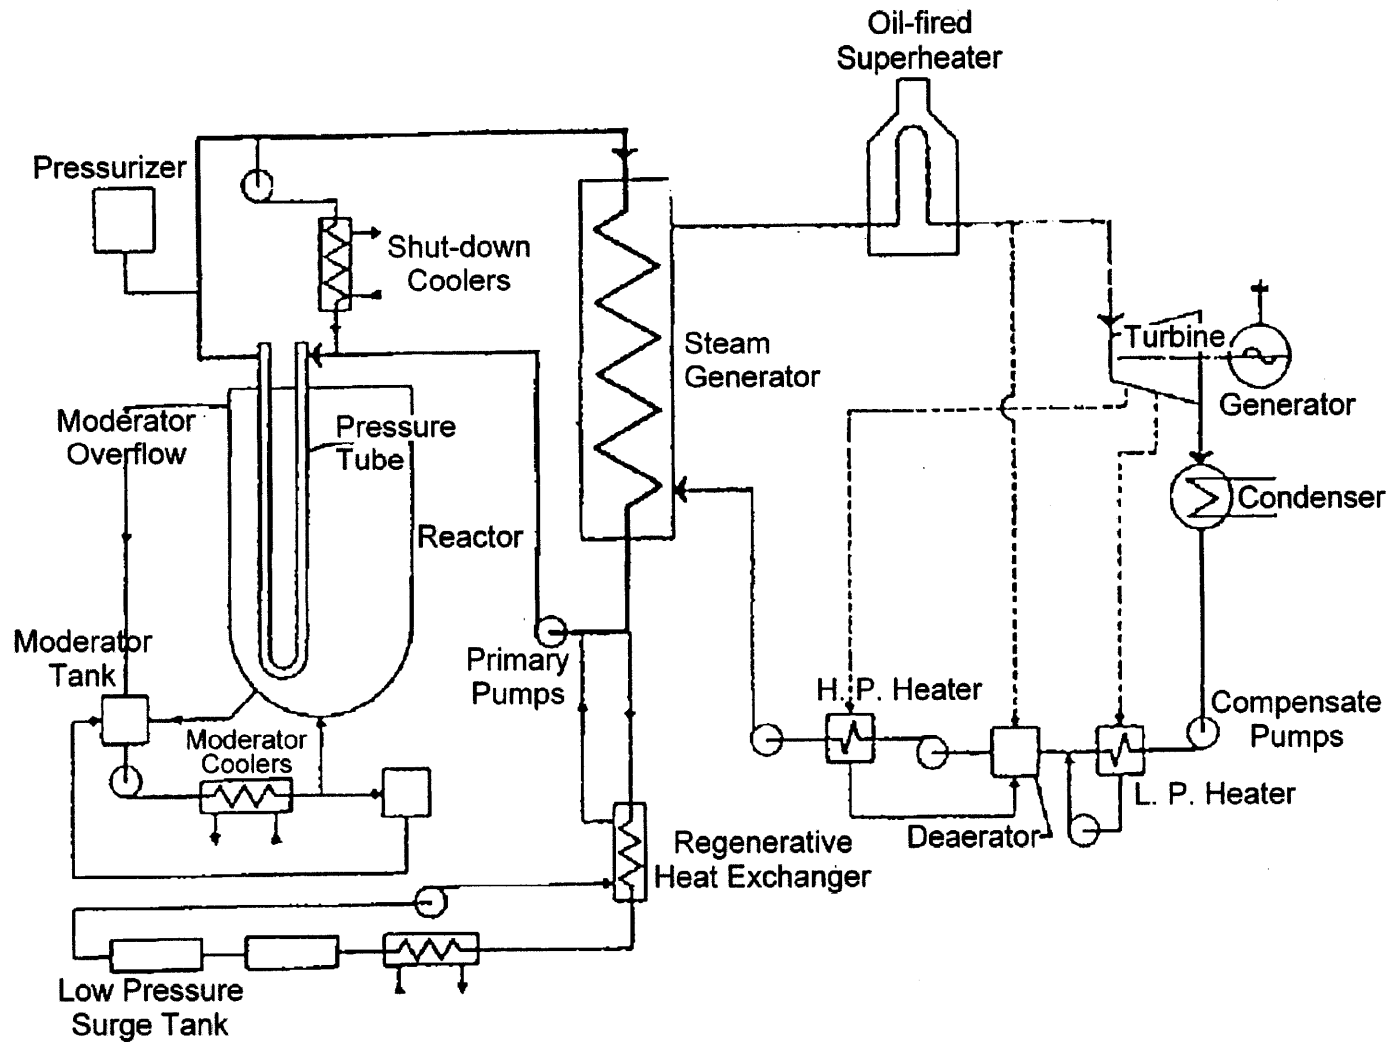 Oil-fired
Superheater
Pressurizer
Shut-down
Coolers
Steam
Generator
Turbine
Generator
Moderator
Overflow
Pressure
Tube
Condenser
Reactor
Moderator
Tank
Primary
Pumps
H. P. Heater
Compensate
Pumps
Moderator
Coolers
L. P. Heater
Deaerator
Regenerative
Heat Exchanger
Low Pressure
Surge Tank